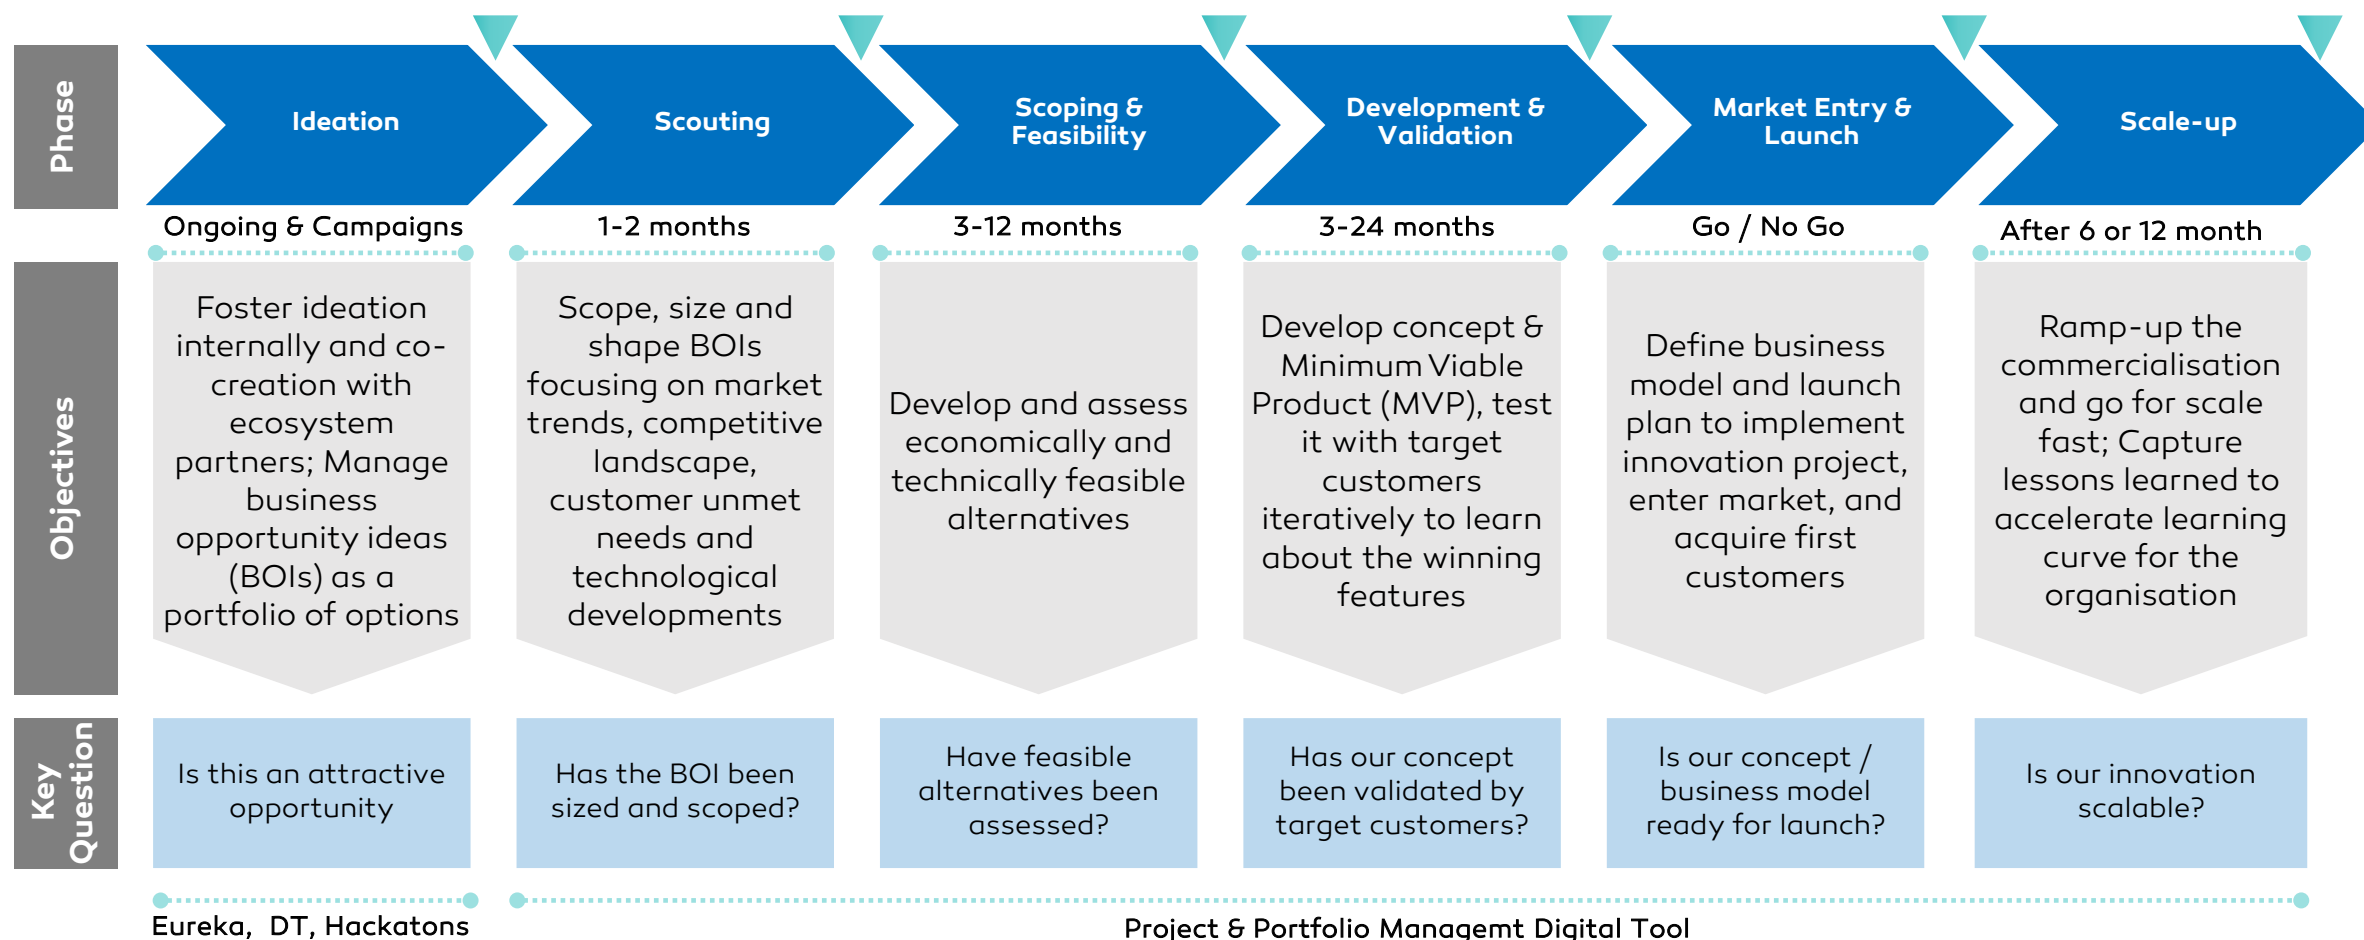 Phase
Ideation
Scouting
Scoping &
Feasibility
Development &
Validation
Market Entry &
Launch
Scale-up
Ongoing & Campaigns
1-2 months
3-12 months
3-24 months
Go / No Go
After 6 or 12 month
Objectives
Foster ideation
internally and co-
creation with
ecosystem
partners; Manage
business
opportunity ideas
(BOIs) as a
portfolio of options
Scope, size and
shape BOIs
focusing on market
trends, competitive
landscape,
customer unmet
needs and
technological
developments
Develop and assess
economically and
technically feasible
alternatives
Develop concept &
Minimum Viable
Product (MVP), test
it with target
customers
iteratively to learn
about the winning
features
Define business
model and launch
plan to implement
innovation project,
enter market, and
acquire first
customers
Ramp-up the
commercialisation
and go for scale
fast; Capture
lessons learned to
accelerate learning
curve for the
organisation
Key
Question
Is this an attractive
opportunity
Has the BOI been
sized and scoped?
Have feasible
alternatives been
assessed?
Has our concept
been validated by
target customers?
Is our concept /
business model
ready for launch?
Is our innovation
scalable?
Eureka, DT, Hackatons
Project & Portfolio Managemt Digital Tool